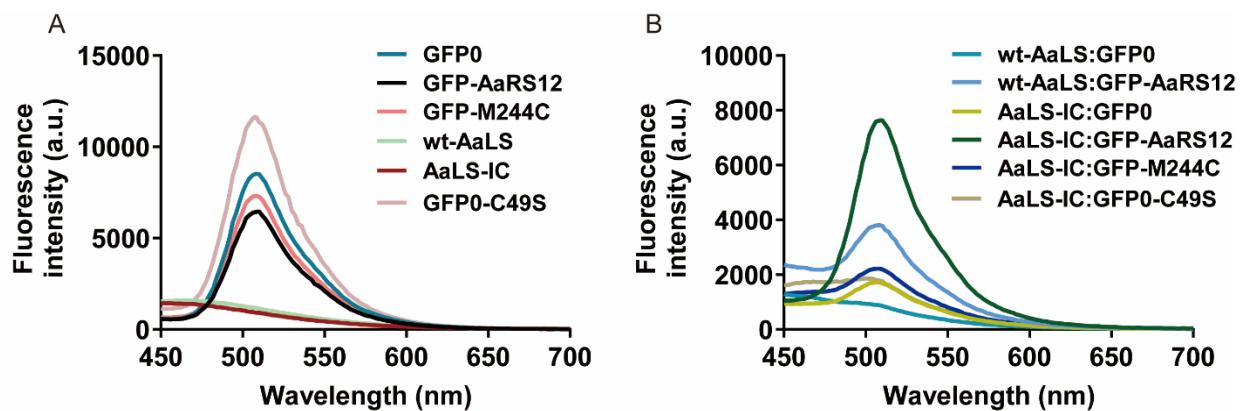 A
Fluorescence
intensity (a.u.)
15000
10000
5000
0
450
500
550
600
650
700
Wavelength (nm)
GFP0
GFP-AaRS12
GFP-M244C
wt-AaLS
AaLS-IC
GFP0-C49S
B
Fluorescence
intensity (a.u.)
10000
8000
6000
4000
2000
0
450
500
550
600
650
700
Wavelength (nm)
wt-AaLS:GFP0
wt-AaLS:GFP-AaRS12
AaLS-IC:GFP0
AaLS-IC:GFP-AaRS12
AaLS-IC:GFP-M244C
AaLS-IC:GFP0-C49S